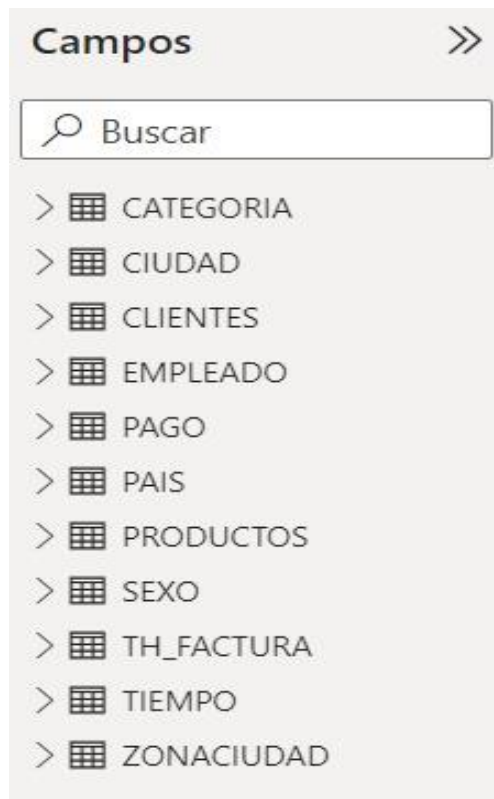 Campos
Buscar
CATEGORIA
CIUDAD
CLIENTES
EMPLEADO
PAGO
PAIS
PRODUCTOS
SEXO
TH_FACTURA
TIEMPO
ZONACIUDAD